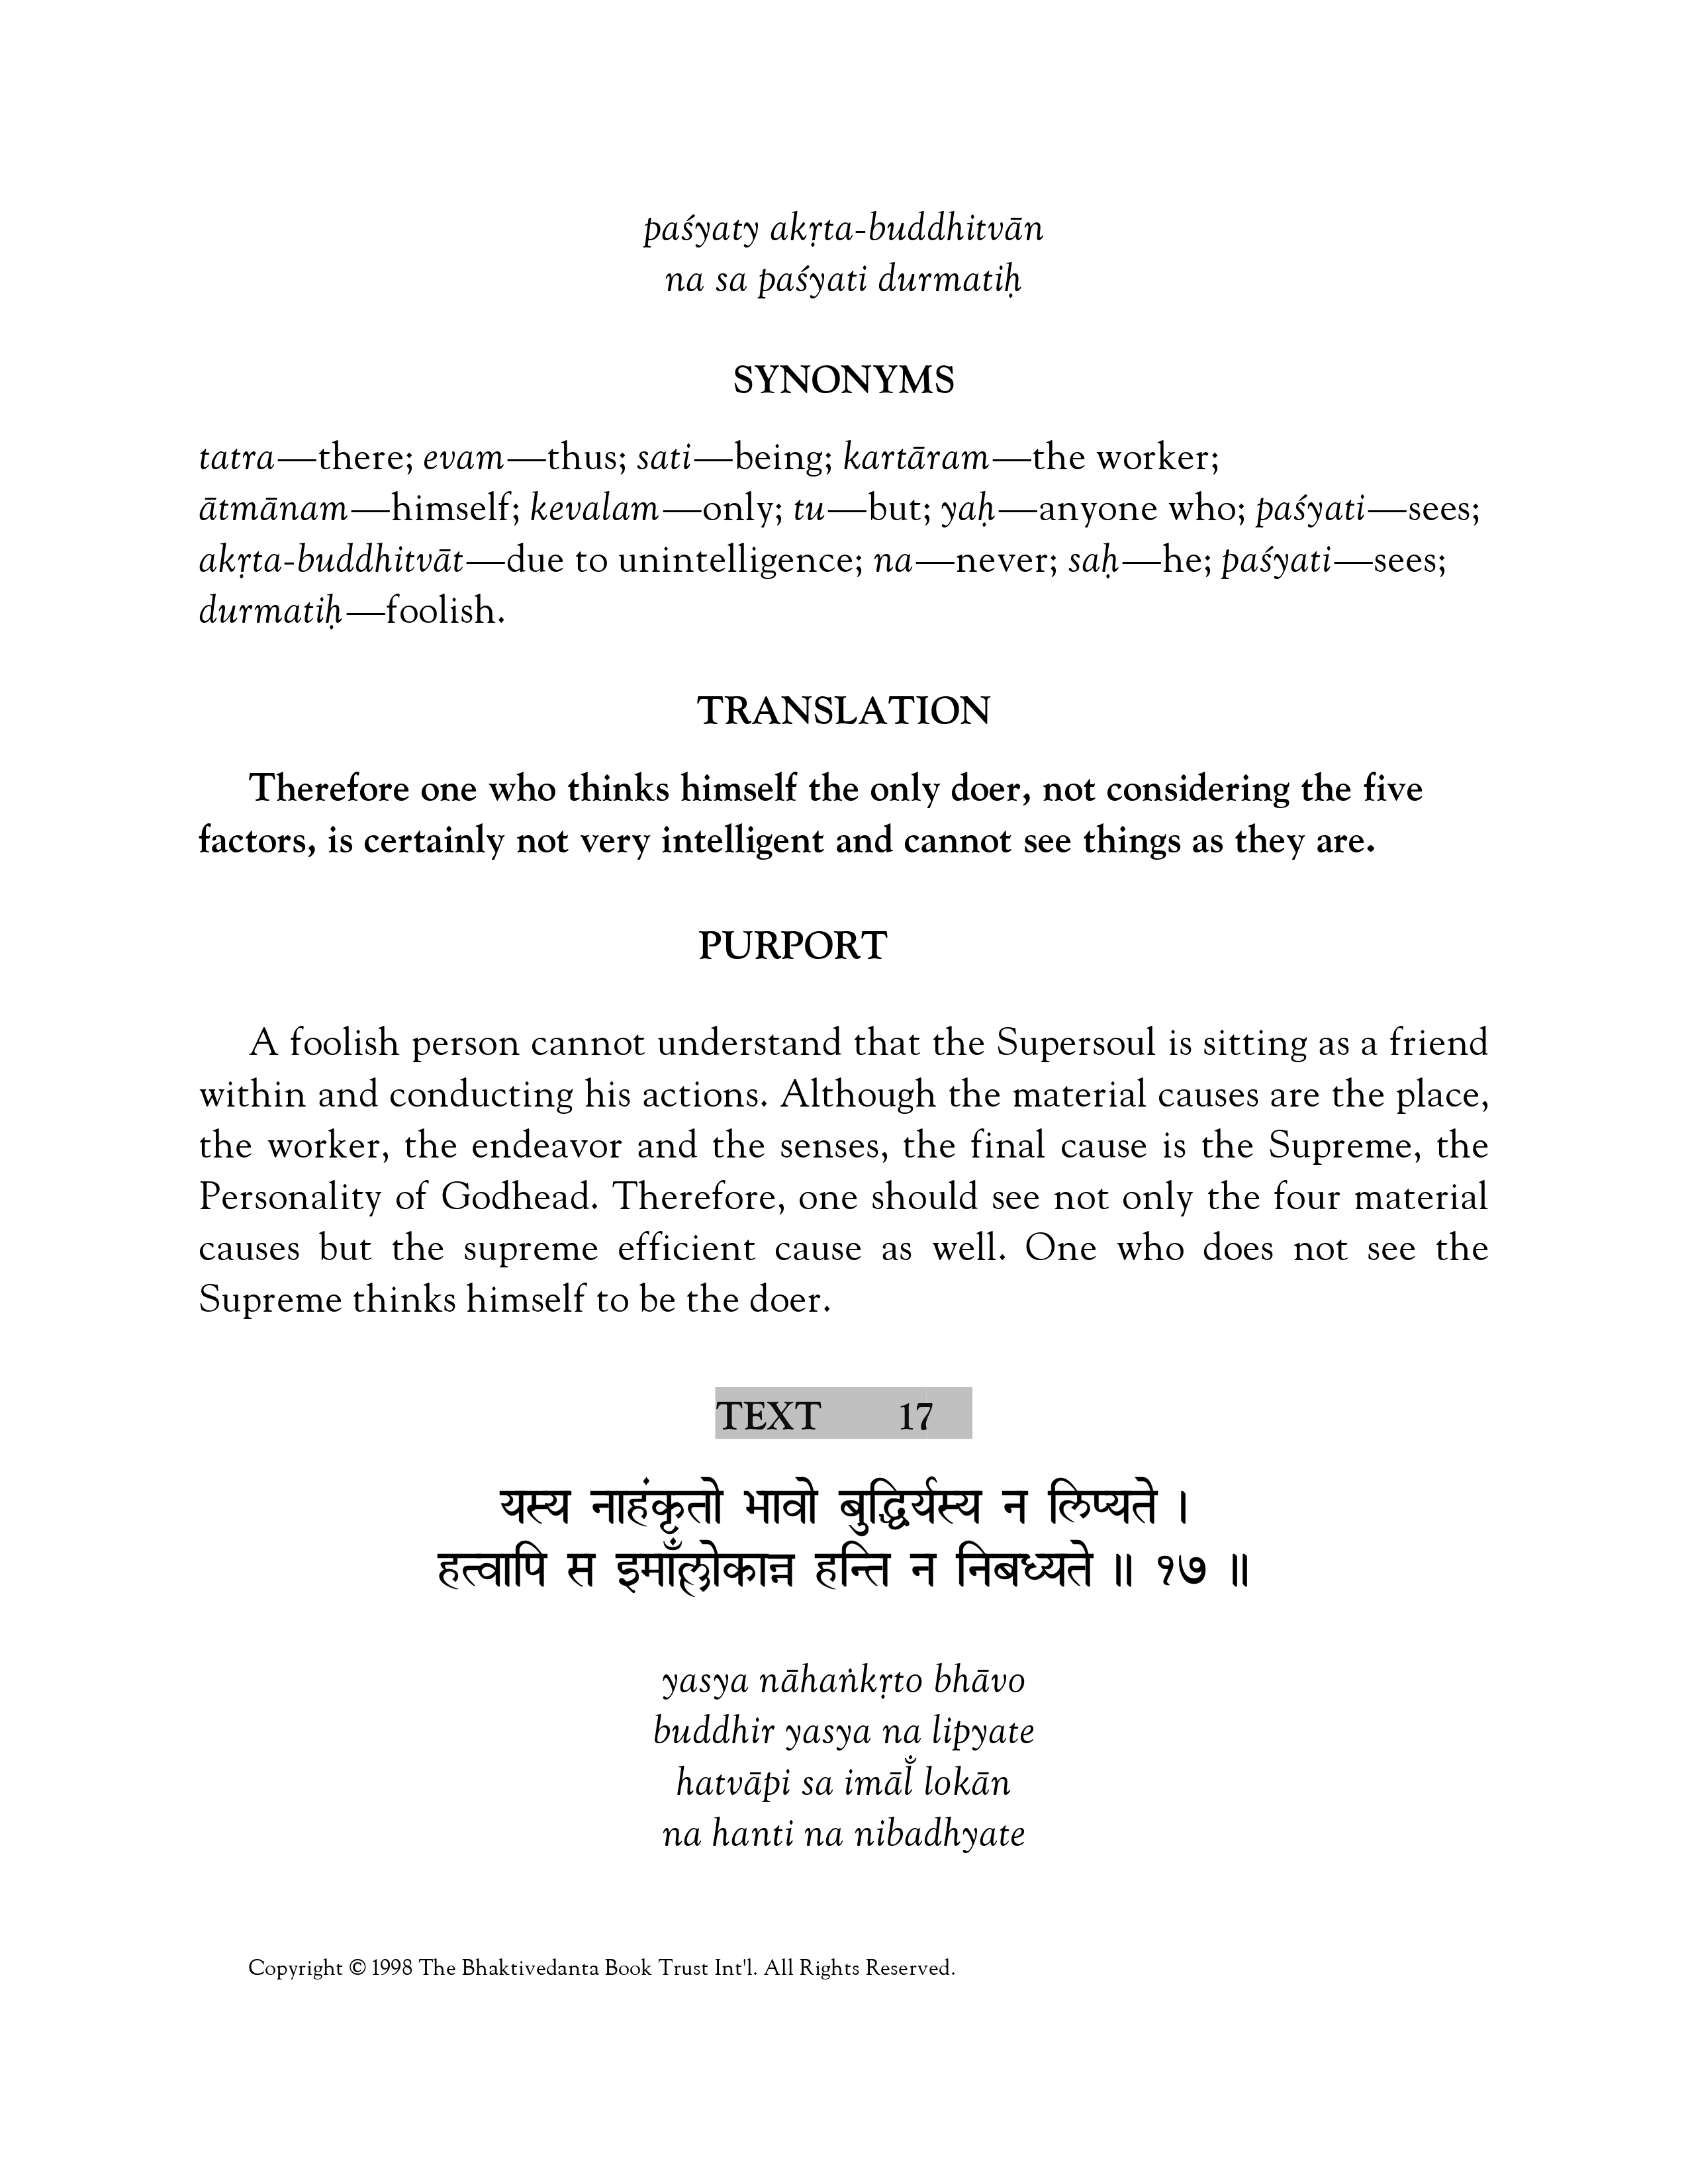 paśyaty akṛta-buddhitvān
na sa paśyati durmatiḥ
SYNONYMS
tatra—there; evam—thus; sati—being; kartāram—the worker;
ātmānam—himself; kevalam—only; tu—but; yaḥ—anyone who; paśyati—sees;
akṛta-buddhitvāt—due to unintelligence; na—never; saḥ—he; paśyati—sees;
durmatiḥ—foolish.
TRANSLATION
Therefore one who thinks himself the only doer, not considering the five
factors, is certainly not very intelligent and cannot see things as they are.
PURPORT
A foolish person cannot understand that the Supersoul is sitting as a friend
within and conducting his actions. Although the material causes are the place,
the worker, the endeavor and the senses, the final cause is the Supreme, the
Personality of Godhead. Therefore, one should see not only the four material
causes but the supreme efficient cause as well. One who does not see the
Supreme thinks himself to be the doer.
TEXT 17
यस्य नाहंकृतो भावो बुद्धिर्यस्य न लिप्यते ।
हत्वापि स इमाँल्लोकान्न हन्ति न निबध्यते ॥ १७ ॥
yasya nāhaṅkṛto bhāvo
buddhir yasya na lipyate
hatvāpi sa imāl̐ lokān
na hanti na nibadhyate
Copyright © 1998 The Bhaktivedanta Book Trust Int'l. All Rights Reserved.